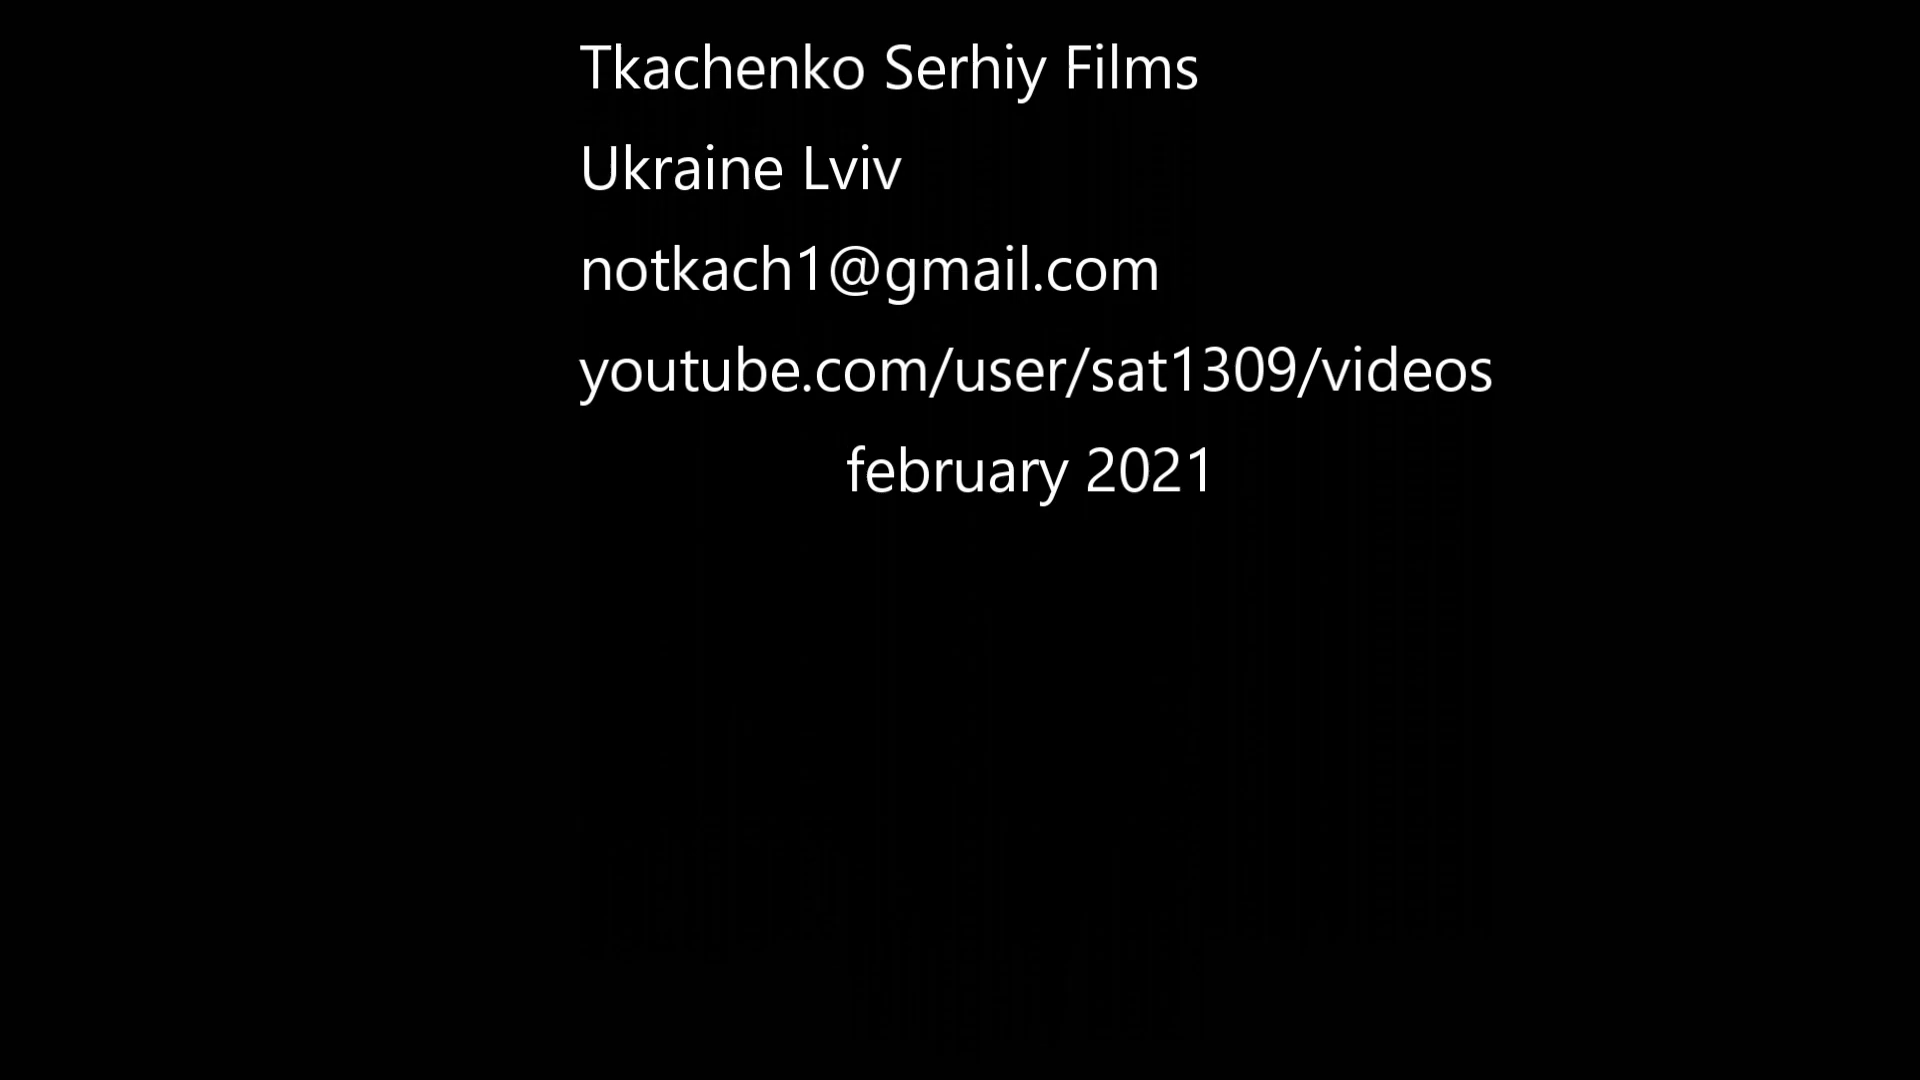 Tkachenko Serhiy Films
Ukraine Lviv
notkach1@gmail.com
youtube.com/user/sat1309/videos
february 2021